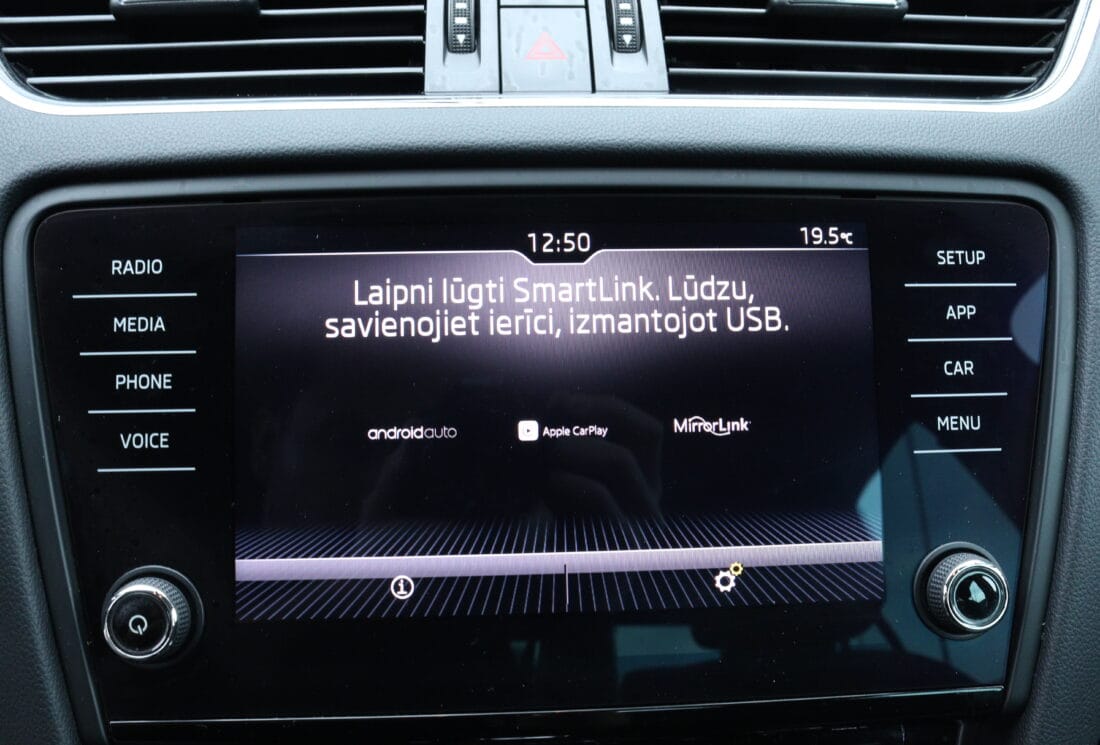 12:50
19.5°C
RADIO
MEDIA
PHONE
VOICE
Laipni lūgti SmartLink. Lūdzu,
savienojiet ierīci, izmantojot USB.
androidauto
Apple CarPlay
MirrorLink
SETUP
APP
CAR
MENU